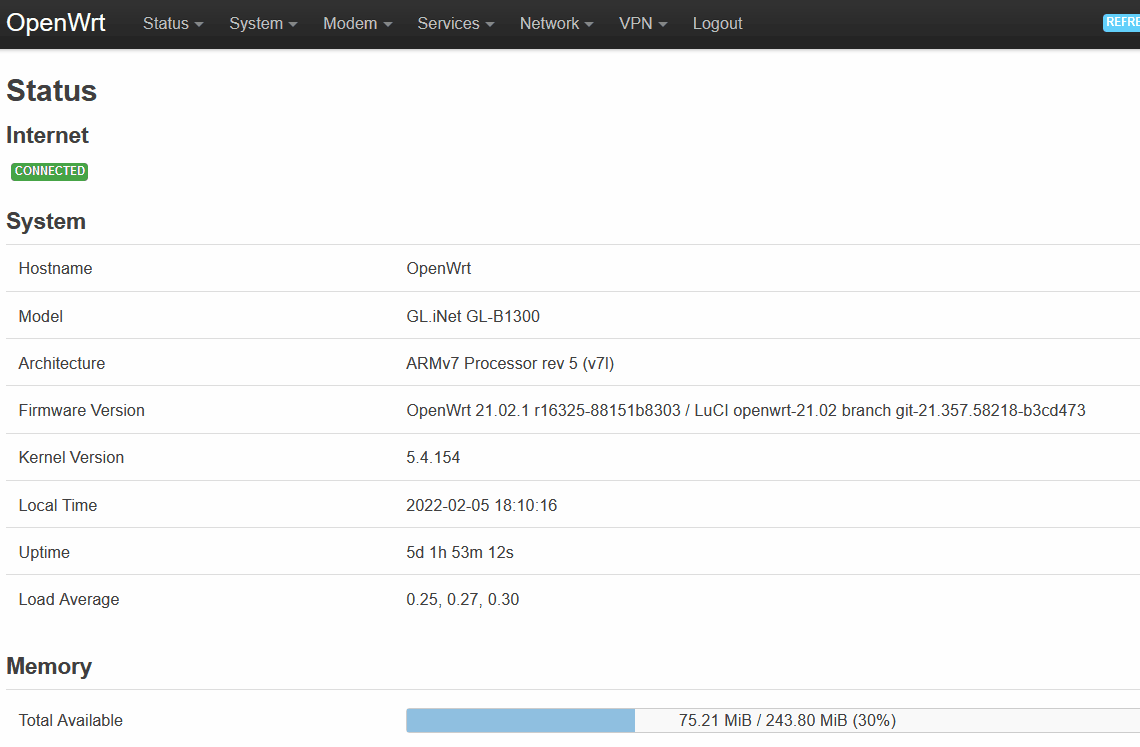 OpenWrt Status System Modem Services Network VPN Logout REFRE
Status
Internet
CONNECTED
System
Hostname OpenWrt
Model GL.iNet GL-B1300
Architecture ARMv7 Processor rev 5 (v7l)
Firmware Version OpenWrt 21.02.1 r16325-88151b8303 / LuCI openwrt-21.02 branch git-21.357.58218-b3cd473
Kernel Version 5.4.154
Local Time 2022-02-05 18:10:16
Uptime 5d 1h 53m 12s
Load Average 0.25, 0.27, 0.30
Memory
Total Available 75.21 MiB / 243.80 MiB (30%)